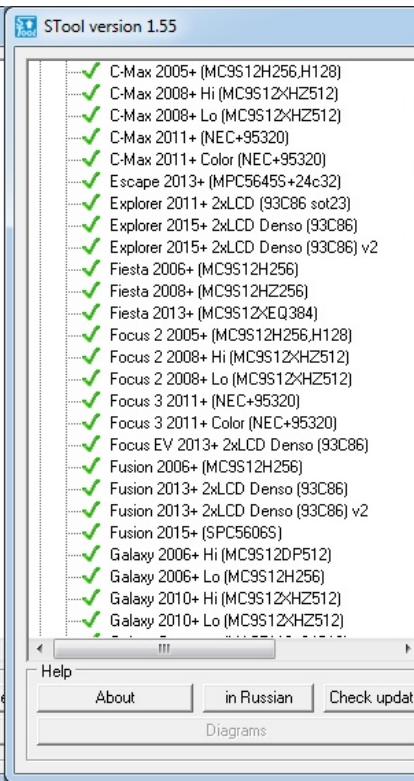 STool version 1.55
C-Max 2005+ (MC9S12H256,H128)
C-Max 2008+ Hi (MC9S12XHZ512)
C-Max 2008+ Lo (MC9S12XHZ512)
C-Max 2011+ (NEC+95320)
C-Max 2011+ Color (NEC+95320)
Escape 2013+ (MPC5645S+24c32)
Explorer 2011+ 2xLCD (93C86 sot23)
Explorer 2015+ 2xLCD Denso (93C86)
Explorer 2015+ 2xLCD Denso (93C86) v2
Fiesta 2006+ (MC9S12H256)
Fiesta 2008+ (MC9S12HZ256)
Fiesta 2013+ (MC9S12XEQ384)
Focus 2 2005+ (MC9S12H256,H128)
Focus 2 2008+ Hi (MC9S12XHZ512)
Focus 2 2008+ Lo (MC9S12XHZ512)
Focus 3 2011+ (NEC+95320)
Focus 3 2011+ Color (NEC+95320)
Focus EV 2013+ 2xLCD Denso (93C86)
Fusion 2006+ (MC9S12H256)
Fusion 2013+ 2xLCD Denso (93C86)
Fusion 2013+ 2xLCD Denso (93C86) v2
Fusion 2015+ (SPC5606S)
Galaxy 2006+ Hi (MC9S12DP512)
Galaxy 2006+ Lo (MC9S12H256)
Galaxy 2010+ Hi (MC9S12XHZ512)
Galaxy 2010+ Lo (MC9S12XHZ512)
Help
About in Russian Check updat
Diagrams